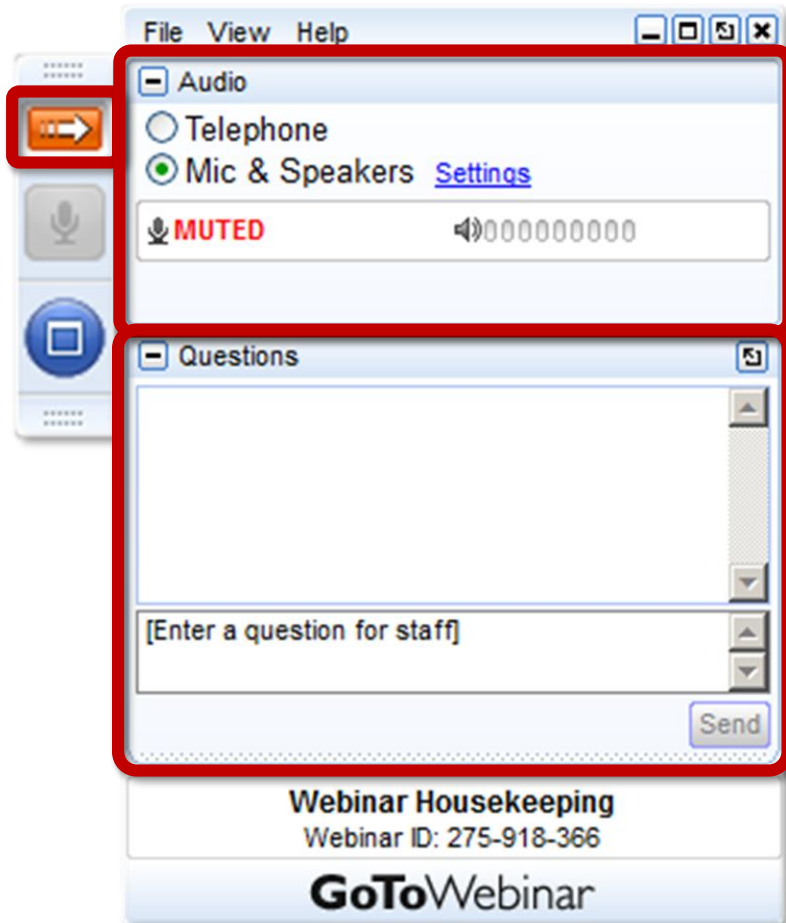 File View Help
Audio
Telephone
Mic & Speakers Settings
MUTED
Questions
[Enter a question for staff]
Send
Webinar Housekeeping
Webinar ID: 275-918-366
GoToWebinar